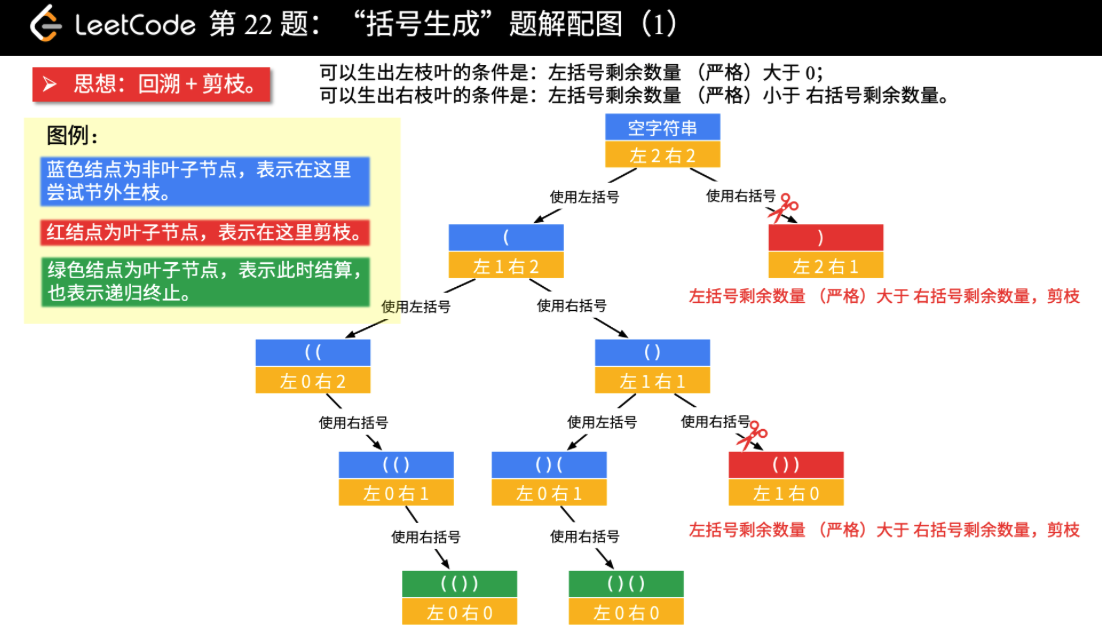 LeetCode 第 22 题：“括号生成”题解配图（1）
思想：回溯 + 剪枝。
可以生出左枝叶的条件是：左括号剩余数量 （严格）大于 0；
可以生出右枝叶的条件是：左括号剩余数量 （严格）小于 右括号剩余数量。
图例：
蓝色结点为非叶子节点，表示在这里
尝试节外生枝。
红结点为叶子节点，表示在这里剪枝。
绿色结点为叶子节点，表示此时结算，
也表示递归终止。
空字符串
左 2 右 2
使用左括号
使用右括号
(
左 1 右 2
)
左 2 右 1
左括号剩余数量 （严格）大于 右括号剩余数量，剪枝
使用左括号
使用右括号
( (
左 0 右 2
( )
左 1 右 1
使用右括号
使用左括号
使用右括号
( ( )
左 0 右 1
( ) (
左 0 右 1
( ) )
左 1 右 0
左括号剩余数量 （严格）大于 右括号剩余数量，剪枝
使用右括号
使用右括号
( ( ) )
左 0 右 0
( ) ( )
左 0 右 0